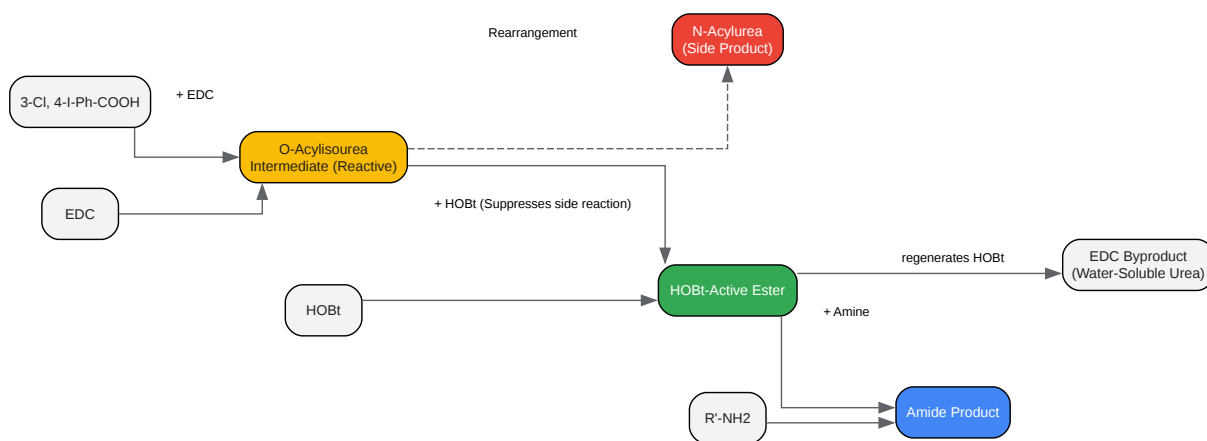 Rearrangement
N-Acylurea
(Side Product)
3-Cl, 4-I-Ph-COOH
+ EDC
O-Acylisourea
Intermediate (Reactive)
EDC
+ HOBt (Suppresses side reaction)
HOBt
HOBt-Active Ester
regenerates HOBt
EDC Byproduct
(Water-Soluble Urea)
+ Amine
R'-NH2
Amide Product